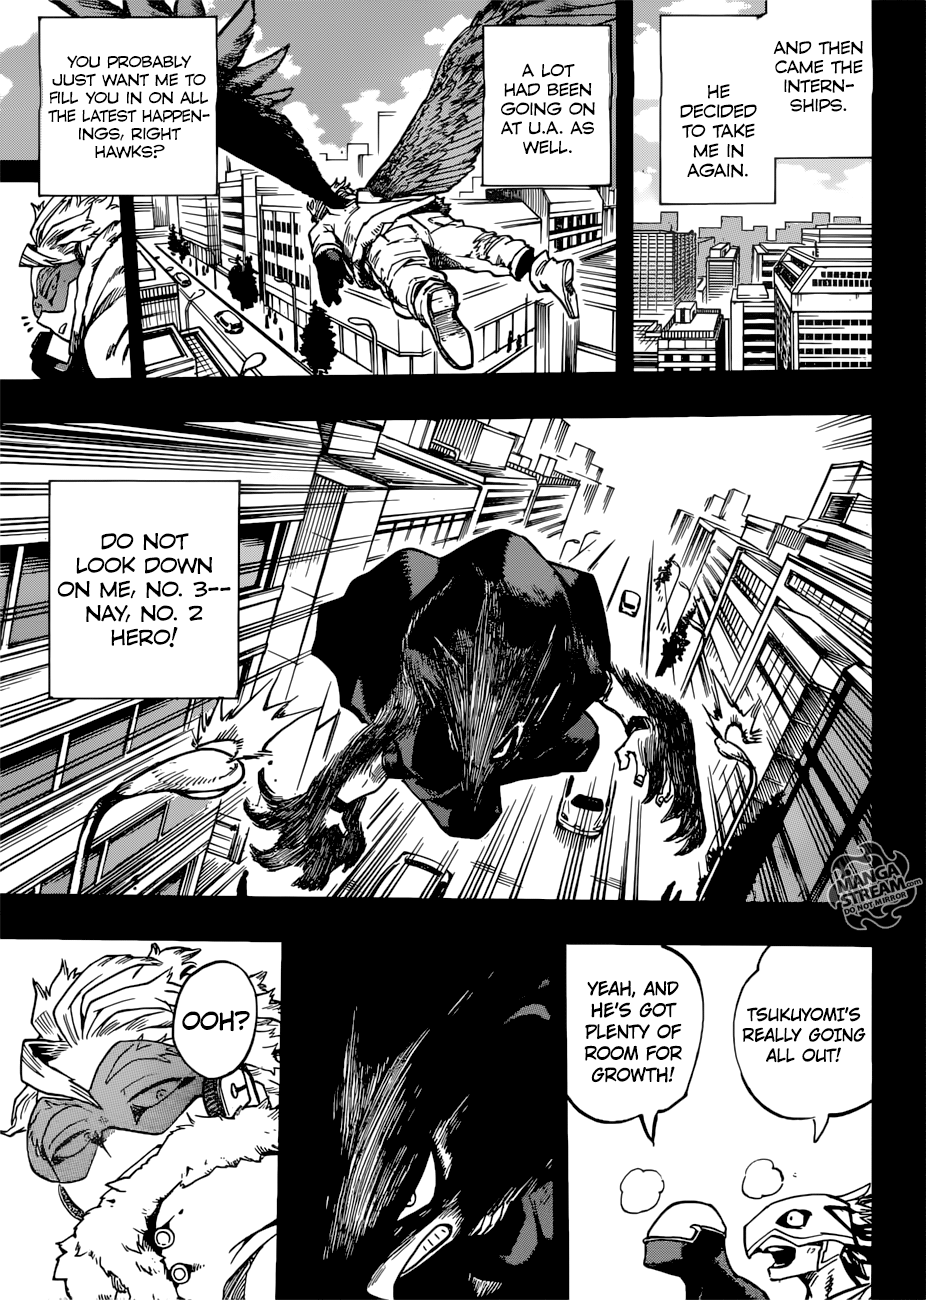 AND THEN
CAME THE
INTERN-
SHIPS.
HE
DECIDED
TO TAKE
ME IN
AGAIN.
A LOT
HAD BEEN
GOING ON
AT U.A. AS
WELL.
YOU PROBABLY
JUST WANT ME TO
FILL YOU IN ON ALL
THE LATEST HAPPEN-
INGS, RIGHT
HAWKS?
DO NOT
LOOK DOWN
ON ME, NO. 3--
NAY, NO. 2
HERO!
MANGA
STREAM.com
DO NOT MIRROR
TSUKUYOMI'S
REALLY GOING
ALL OUT!
YEAH, AND
HE'S GOT
PLENTY OF
ROOM FOR
GROWTH!
OOH?